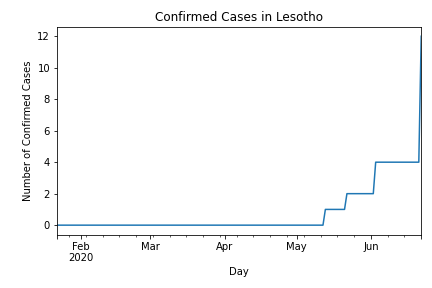 Confirmed Cases in Lesotho
12
10
8
6
4
2
0
Number of Confirmed Cases
Feb
2020
Mar
Apr
May
Jun
Day